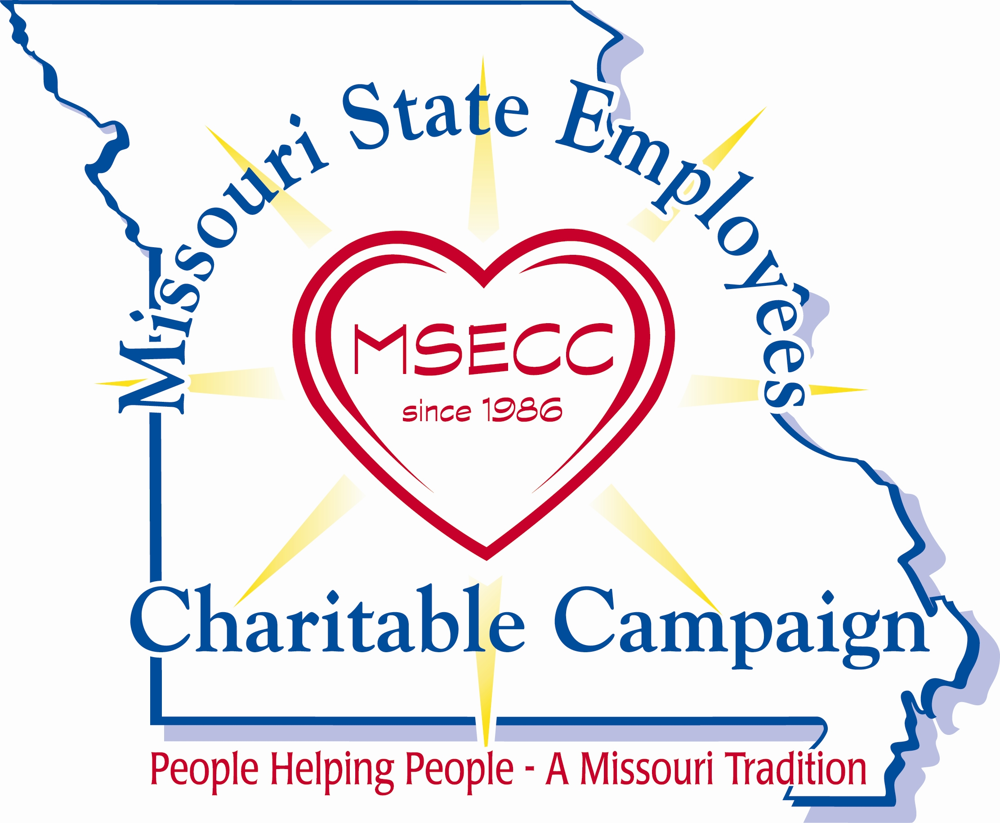 Missouri State Employees
MSECC
since 1986
Charitable Campaign
People Helping People - A Missouri Tradition